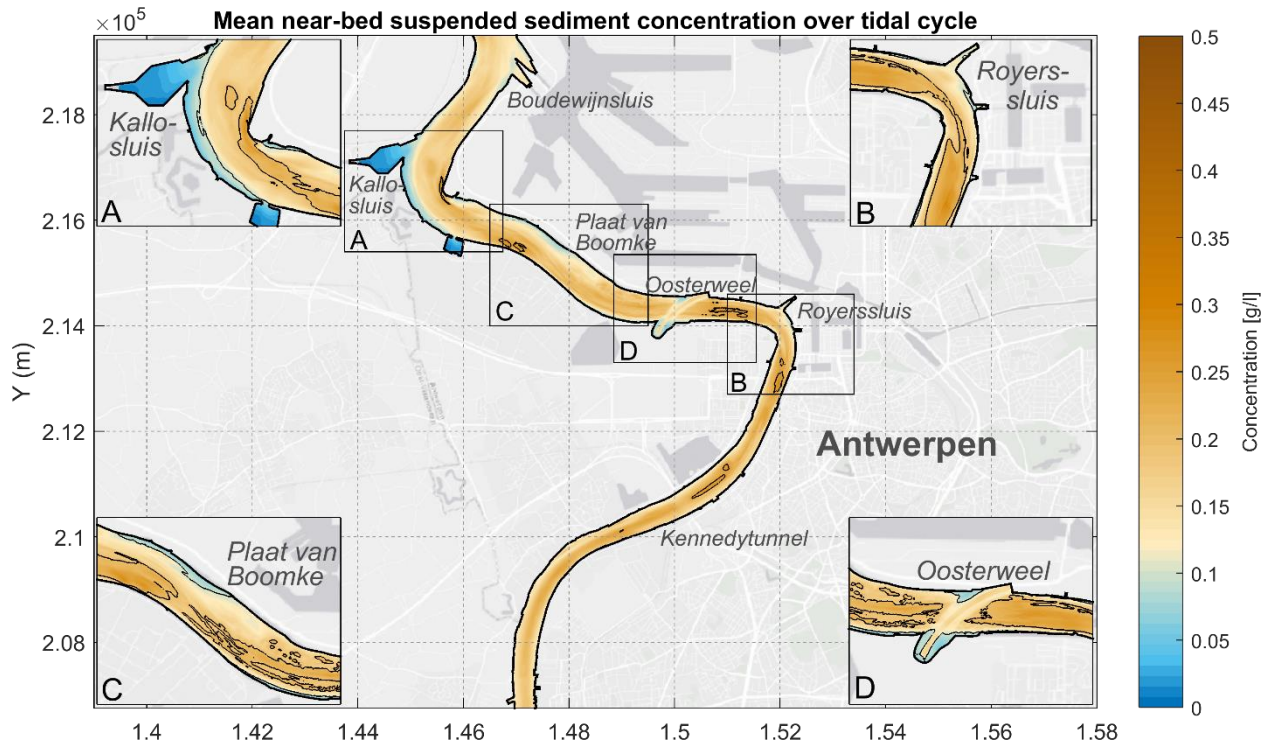 Mean near-bed suspended sediment concentration over tidal cycle
×10⁵
Y (m)
2.18
2.16
2.14
2.12
2.1
2.08
1.4
1.42
1.44
1.46
1.48
1.5
1.52
1.54
1.56
1.58
Kallo-
sluis
A
Boudewijnsluis
Kallo-
sluis
A
Plaat van
Boomke
C
Oosterweel
D
Royerssluis
B
Antwerpen
Kennedytunnel
Royers-
sluis
B
Plaat van
Boomke
C
Oosterweel
D
0.5
0.45
0.4
0.35
0.3
0.25
0.2
0.15
0.1
0.05
0
Concentration [g/l]